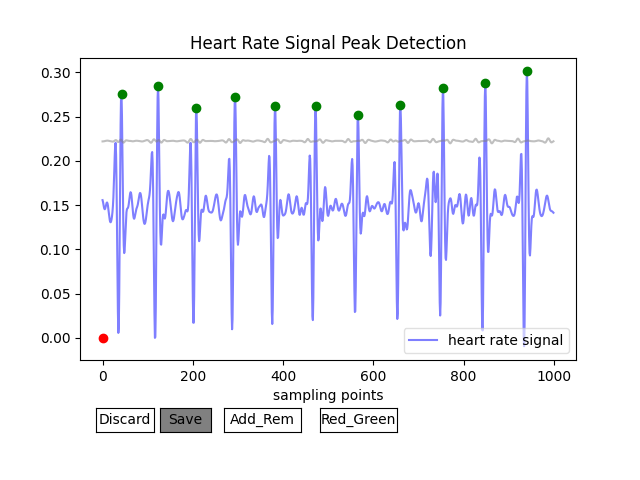 Heart Rate Signal Peak Detection
0.30
0.25
0.20
0.15
0.10
0.05
0.00
heart rate signal
0 200 400 600 800 1000
sampling points
Discard Save Add_Rem Red_Green